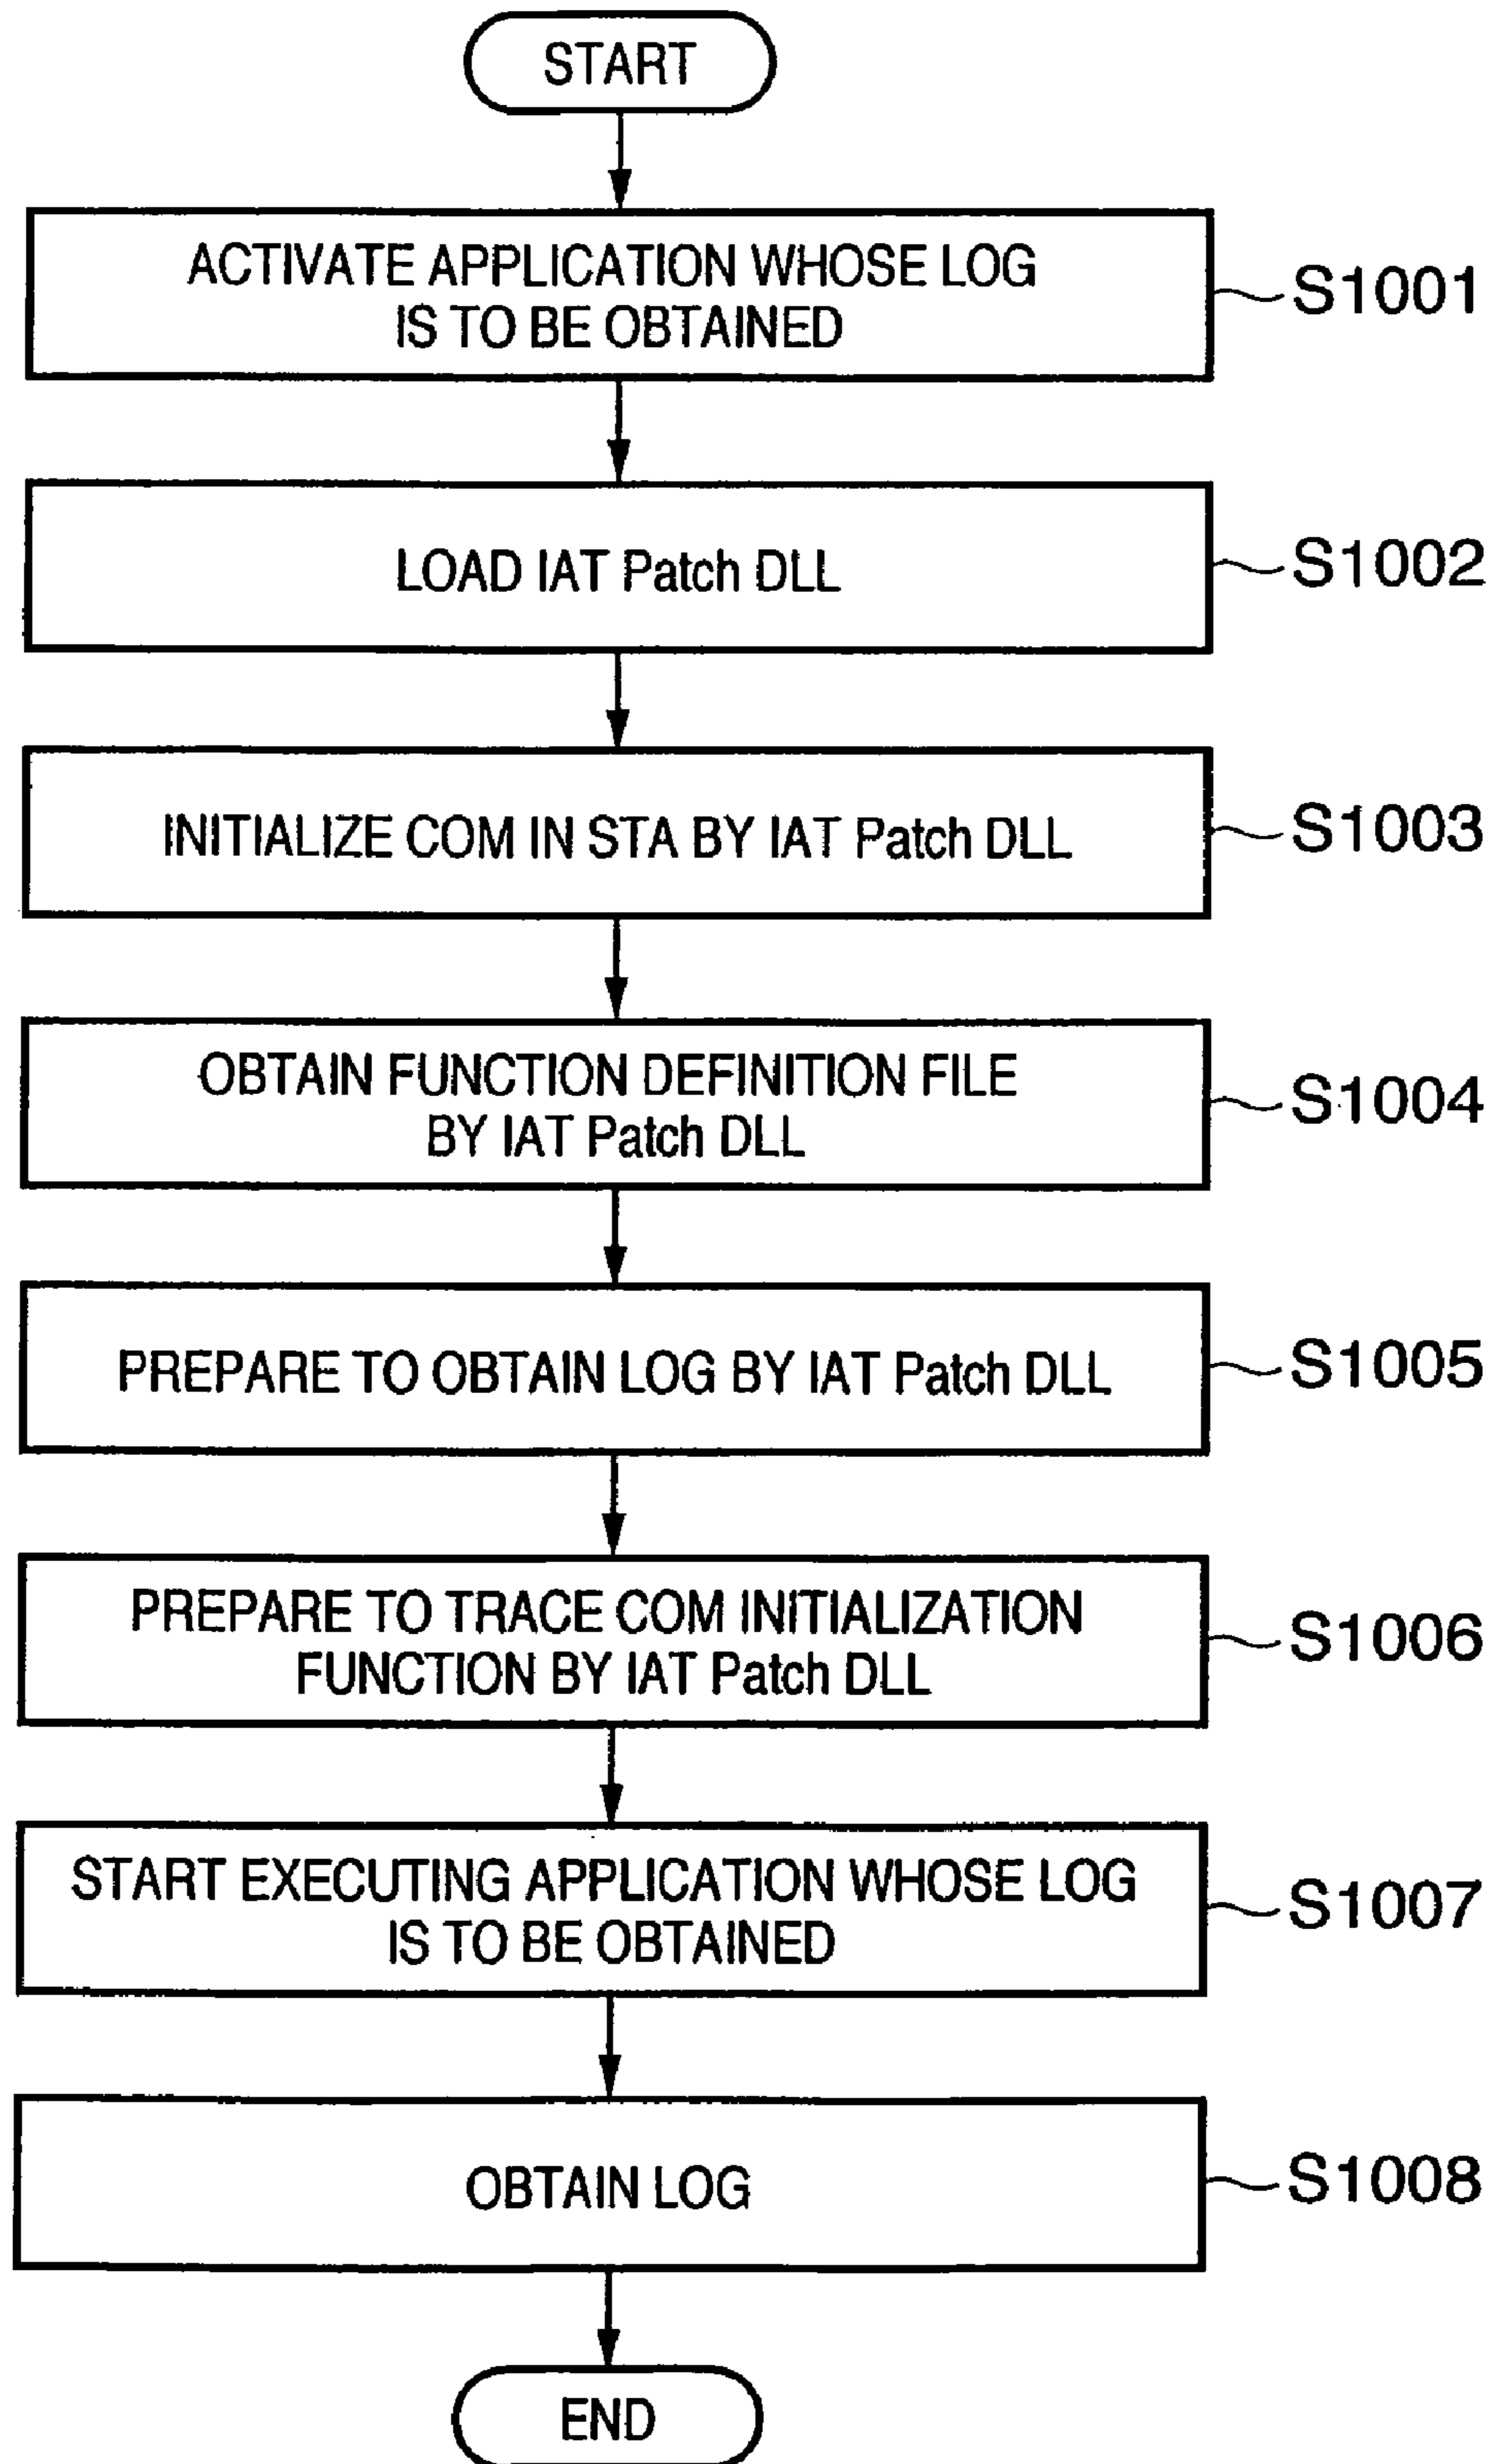 START
ACTIVATE APPLICATION WHOSE LOG
IS TO BE OBTAINED
S1001
LOAD IAT Patch DLL
S1002
INITIALIZE COM IN STA BY IAT Patch DLL
S1003
OBTAIN FUNCTION DEFINITION FILE
BY IAT Patch DLL
S1004
PREPARE TO OBTAIN LOG BY IAT Patch DLL
S1005
PREPARE TO TRACE COM INITIALIZATION
FUNCTION BY IAT Patch DLL
S1006
START EXECUTING APPLICATION WHOSE LOG
IS TO BE OBTAINED
S1007
OBTAIN LOG
S1008
END